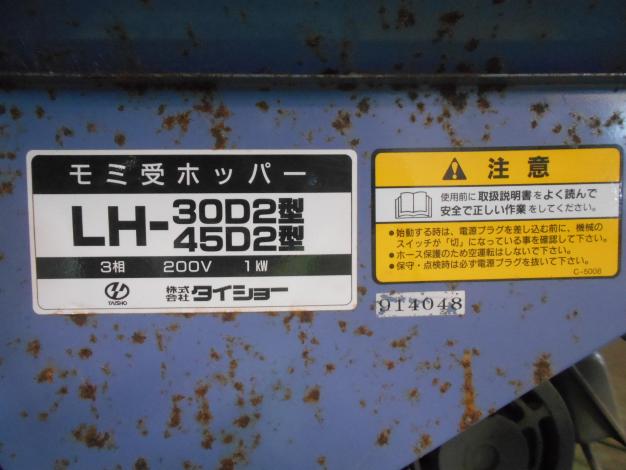 モミ受ホッパー
LH-30D2型
45D2型
3相 200V 1kW
TAISHO
株式会社タイショー
注意
使用前に取扱説明書をよく読んで
安全で正しい作業をしてください。
●始動する時は、電源プラグを差し込む前に、機械の
スイッチが「切」になっている事を確認して下さい。
●ホース保護のため空運転はしないで下さい。
●保守・点検時は必ず電源プラグを抜いて下さい。
C-5006
914048